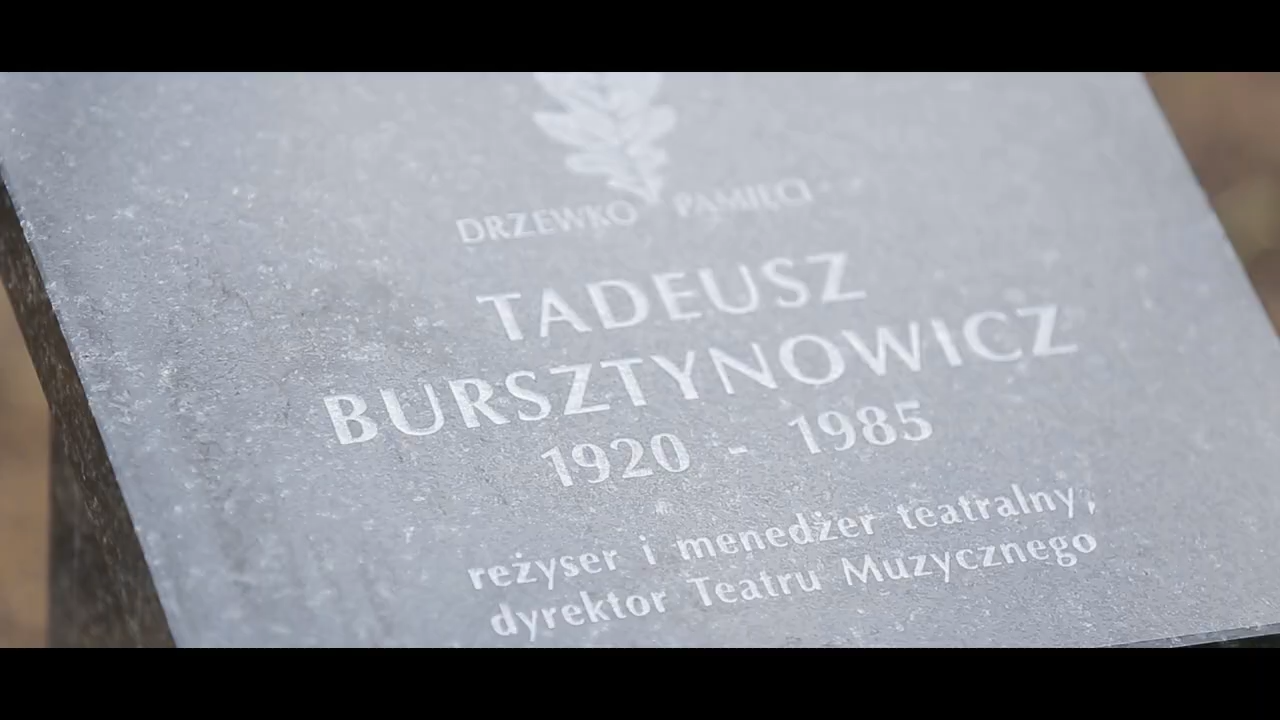 DRZEWKO PAMIĘCI
TADEUSZ
BURSZTYNOWICZ
1920 - 1985
reżyser i menedżer teatralny,
dyrektor Teatru Muzycznego